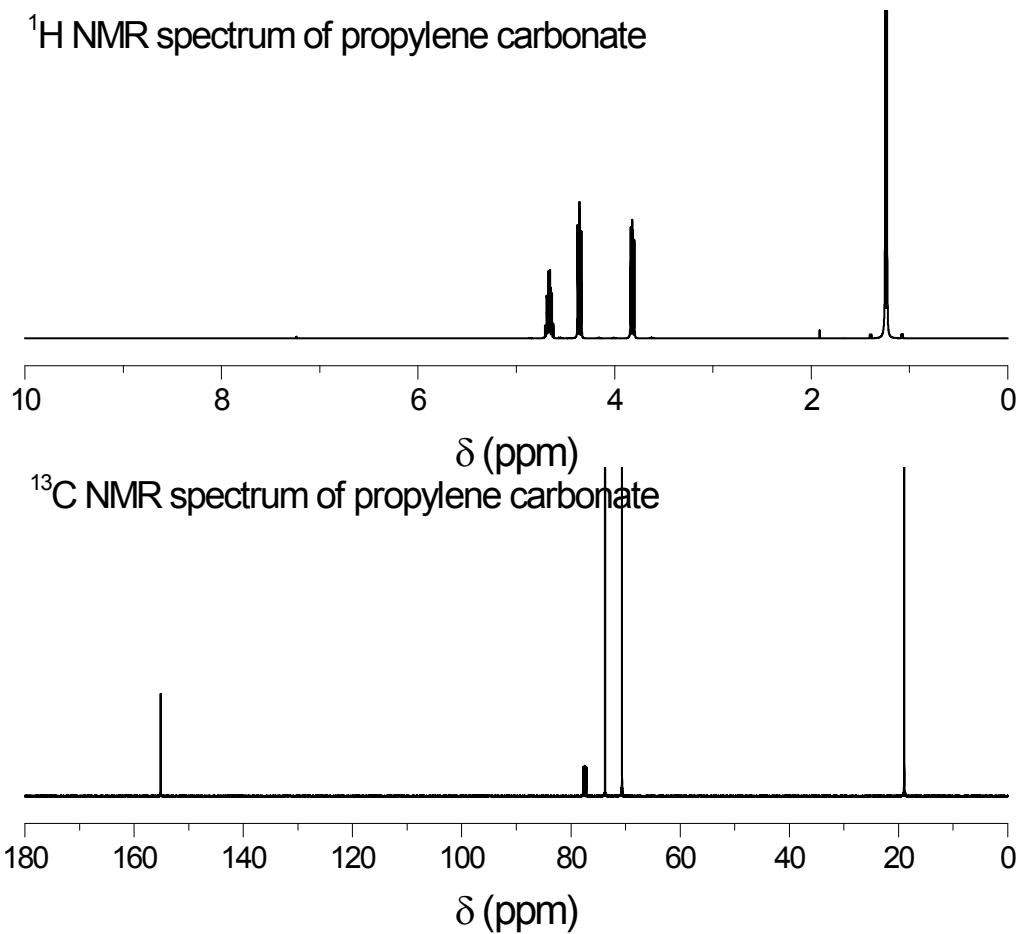 ¹H NMR spectrum of propylene carbonate
10 8 6 4 2 0
δ (ppm)
¹³C NMR spectrum of propylene carbonate
180 160 140 120 100 80 60 40 20 0
δ (ppm)